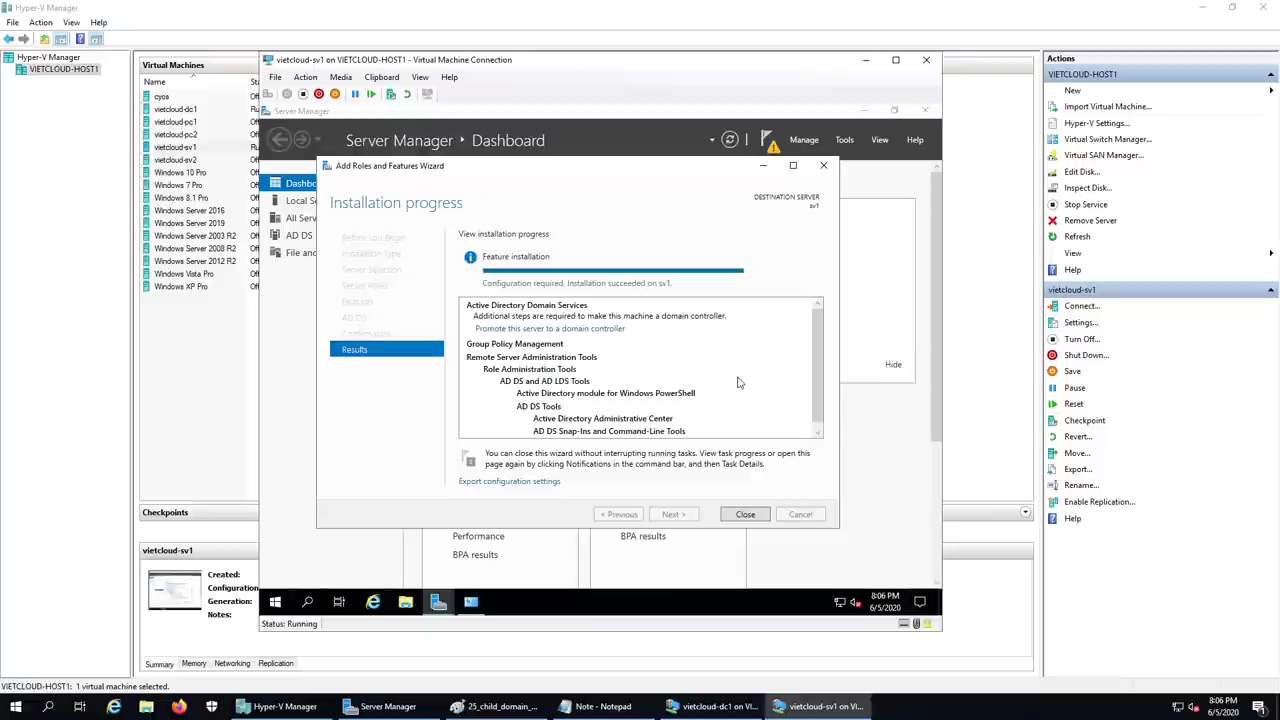 Hyper-V Manager
File Action View Help
Hyper-V Manager
VIETCLOUD-HOST1
Virtual Machines
Name
cyos
vietcloud-dc1
vietcloud-pc1
vietcloud-pc2
vietcloud-sv1
vietcloud-sv2
Windows 10 Pro
Windows 7 Pro
Windows 8.1 Pro
Windows Server 2016
Windows Server 2019
Windows Server 2003 R2
Windows Server 2008 R2
Windows Server 2012 R2
Windows Vista Pro
Windows XP Pro
Checkpoints
vietcloud-sv1
Created:
Configuration
Generation:
Notes:
Summary Memory Networking Replication
vietcloud-sv1 on VIETCLOUD-HOST1 - Virtual Machine Connection
File Action Media Clipboard View Help
Server Manager
Server Manager • Dashboard
Manage Tools View Help
Dashbo
Local Se
All Serv
AD DS
File and
Add Roles and Features Wizard
Installation progress
DESTINATION SERVER
sv1
Before You Begin
Installation Type
Server Selection
Server Roles
Features
AD DS
Confirmation
Results
View installation progress
Feature installation
Configuration required. Installation succeeded on sv1.
Active Directory Domain Services
Additional steps are required to make this machine a domain controller.
Promote this server to a domain controller
Group Policy Management
Remote Server Administration Tools
Role Administration Tools
AD DS and AD LDS Tools
Active Directory module for Windows PowerShell
AD DS Tools
Active Directory Administrative Center
AD DS Snap-Ins and Command-Line Tools
You can close this wizard without interrupting running tasks. View task progress or open this
page again by clicking Notifications in the command bar, and then Task Details.
Export configuration settings
< Previous Next > Close Cancel
Hide
Performance
BPA results
BPA results
8:06 PM
6/5/2020
Status: Running
Actions
VIETCLOUD-HOST1
New
Import Virtual Machine...
Hyper-V Settings...
Virtual Switch Manager...
Virtual SAN Manager...
Edit Disk...
Inspect Disk...
Stop Service
Remove Server
Refresh
View
Help
vietcloud-sv1
Connect...
Settings...
Turn Off...
Shut Down...
Save
Pause
Reset
Checkpoint
Revert...
Move...
Export...
Rename...
Enable Replication...
Help
VIETCLOUD-HOST1: 1 virtual machine selected.
Hyper-V Manager Server Manager 25_child_domain_... Note - Notepad vietcloud-dc1 on VI... vietcloud-sv1 on VI...
8:06 PM
6/5/2020